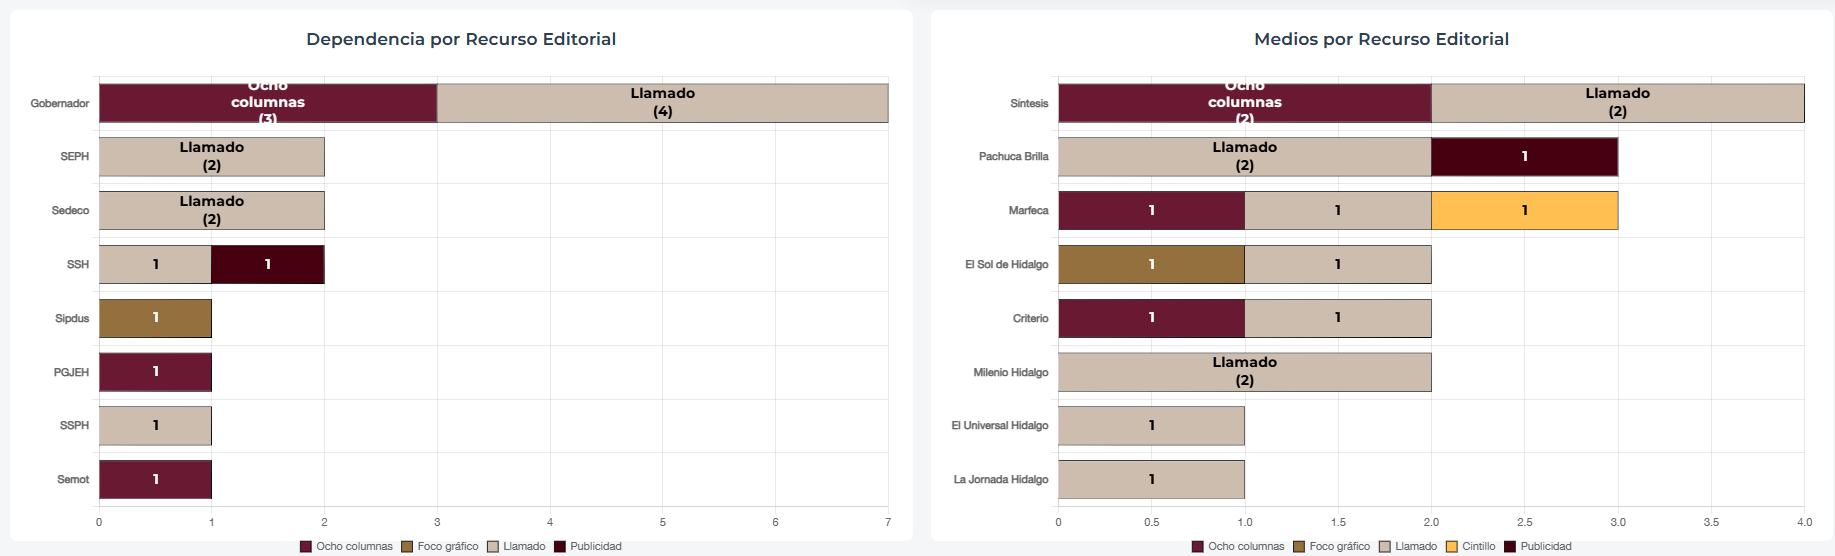 Dependencia por Recurso Editorial
Gobernador
Ocho
columnas
(3)
Llamado
(4)
SEPH
Llamado
(2)
Sedeco
Llamado
(2)
SSH
1
1
Sipdus
1
PGJEH
1
SSPH
1
Semot
1
0 1 2 3 4 5 6 7
Ocho columnas Foco gráfico Llamado Publicidad
Medios por Recurso Editorial
Síntesis
Ocho
columnas
(2)
Llamado
(2)
Pachuca Brilla
Llamado
(2)
1
Marfeca
1
1
1
El Sol de Hidalgo
1
1
Criterio
1
1
Milenio Hidalgo
Llamado
(2)
El Universal Hidalgo
1
La Jornada Hidalgo
1
0 0.5 1.0 1.5 2.0 2.5 3.0 3.5 4.0
Ocho columnas Foco gráfico Llamado Cintillo Publicidad